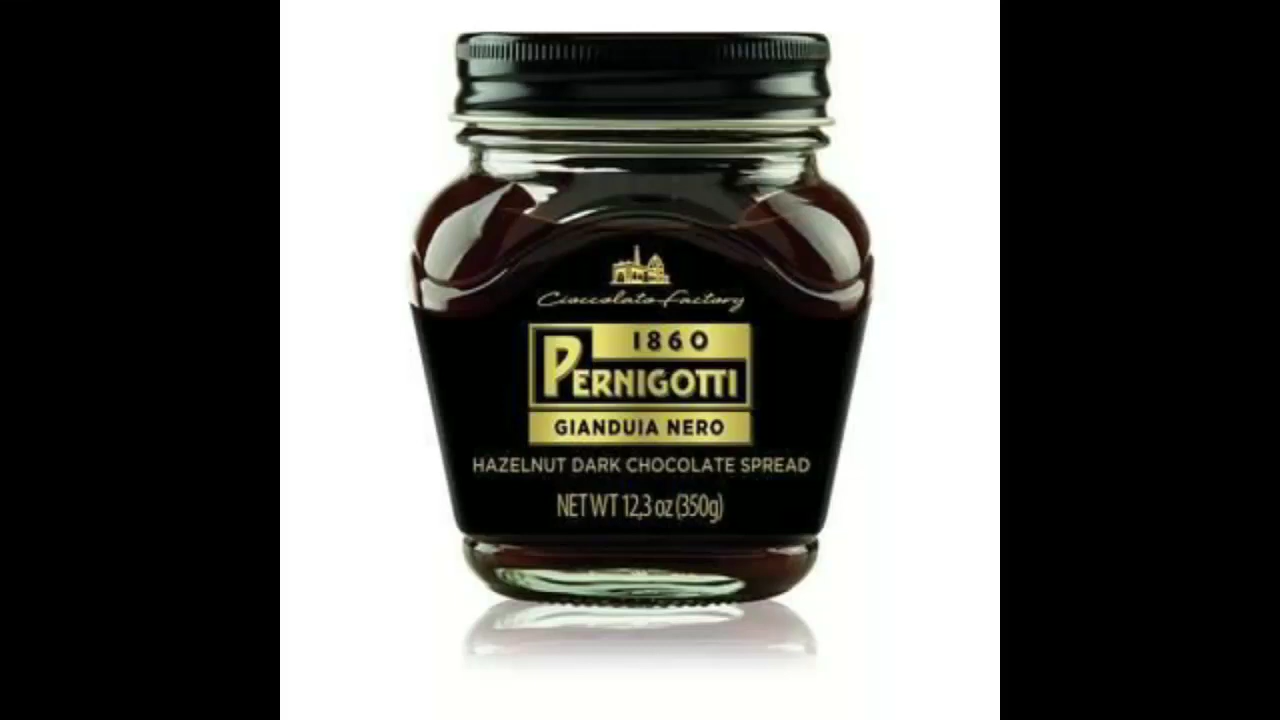 Cioccolato Factory
1860
PERNIGOTTI
GIANDUIA NERO
HAZELNUT DARK CHOCOLATE SPREAD
NET WT 12,3 oz (350g)